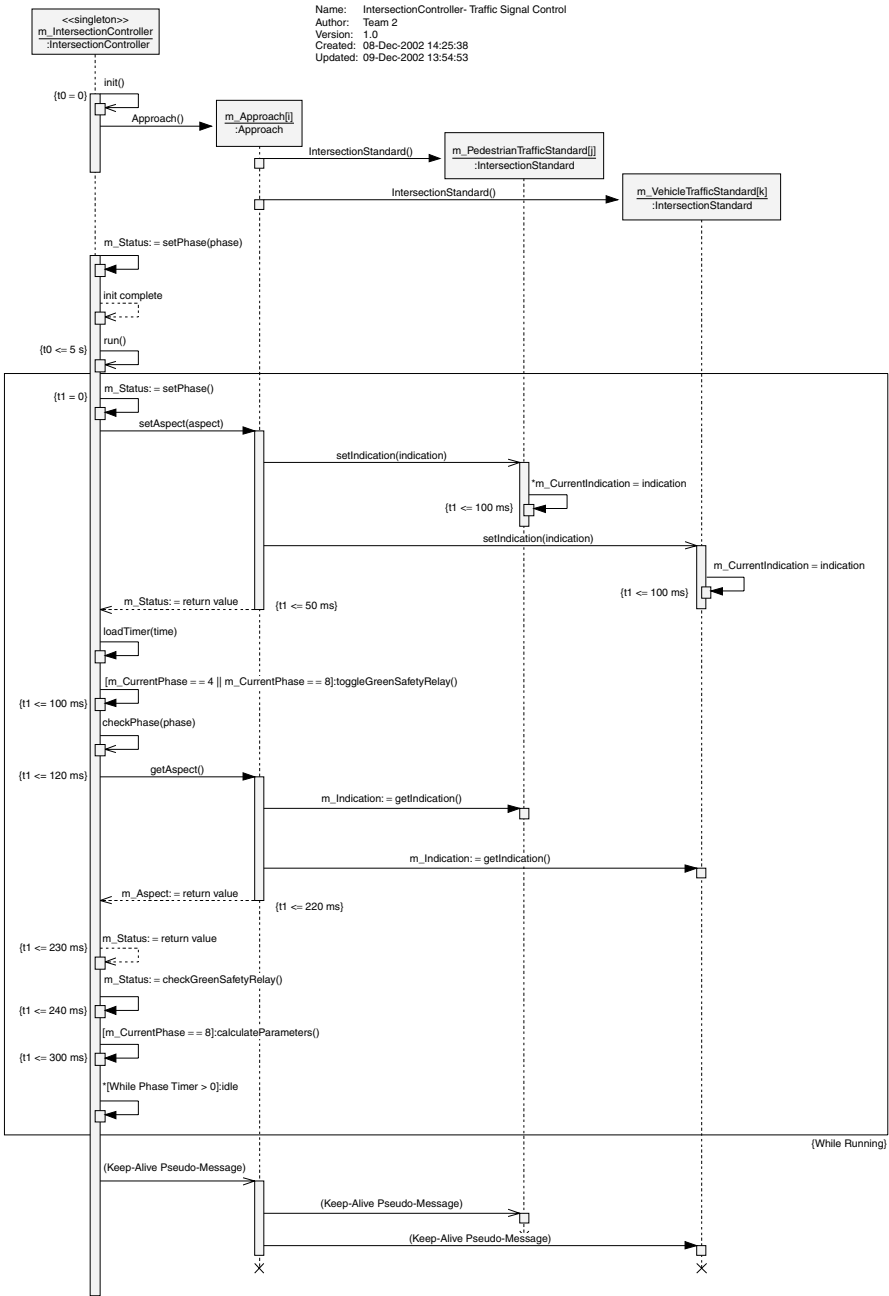 Name: IntersectionController- Traffic Signal Control
Author: Team 2
Version: 1.0
Created: 08-Dec-2002 14:25:38
Updated: 09-Dec-2002 13:54:53
<<singleton>>
m_IntersectionController
:IntersectionController
init()
{t0 = 0}
Approach()
m_Approach[i]
:Approach
IntersectionStandard()
m_PedestrianTrafficStandard[j]
:IntersectionStandard
IntersectionStandard()
m_VehicleTrafficStandard[k]
:IntersectionStandard
m_Status: = setPhase(phase)
init complete
run()
{t0 <= 5 s}
m_Status: = setPhase()
{t1 = 0}
setAspect(aspect)
setIndication(indication)
*m_CurrentIndication = indication
{t1 <= 100 ms}
setIndication(indication)
m_CurrentIndication = indication
{t1 <= 100 ms}
m_Status: = return value
{t1 <= 50 ms}
loadTimer(time)
[m_CurrentPhase = = 4 || m_CurrentPhase = = 8]:toggleGreenSafetyRelay()
{t1 <= 100 ms}
checkPhase(phase)
{t1 <= 120 ms}
getAspect()
m_Indication: = getIndication()
m_Indication: = getIndication()
m_Aspect: = return value
{t1 <= 220 ms}
m_Status: = return value
{t1 <= 230 ms}
m_Status: = checkGreenSafetyRelay()
{t1 <= 240 ms}
[m_CurrentPhase = = 8]:calculateParameters()
{t1 <= 300 ms}
*[While Phase Timer > 0]:idle
{While Running}
(Keep-Alive Pseudo-Message)
(Keep-Alive Pseudo-Message)
(Keep-Alive Pseudo-Message)